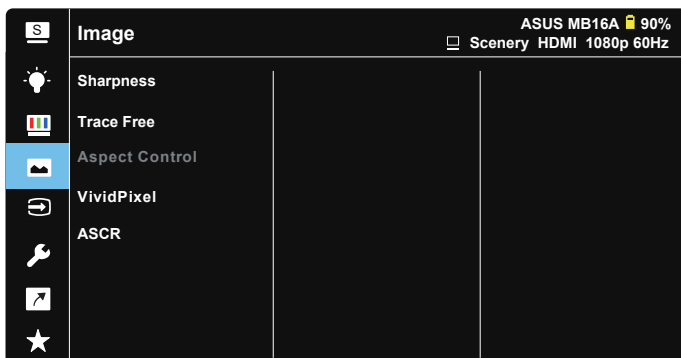 S
Image
ASUS MB16A 90%
Scenery HDMI 1080p 60Hz
Sharpness
Trace Free
Aspect Control
VividPixel
ASCR